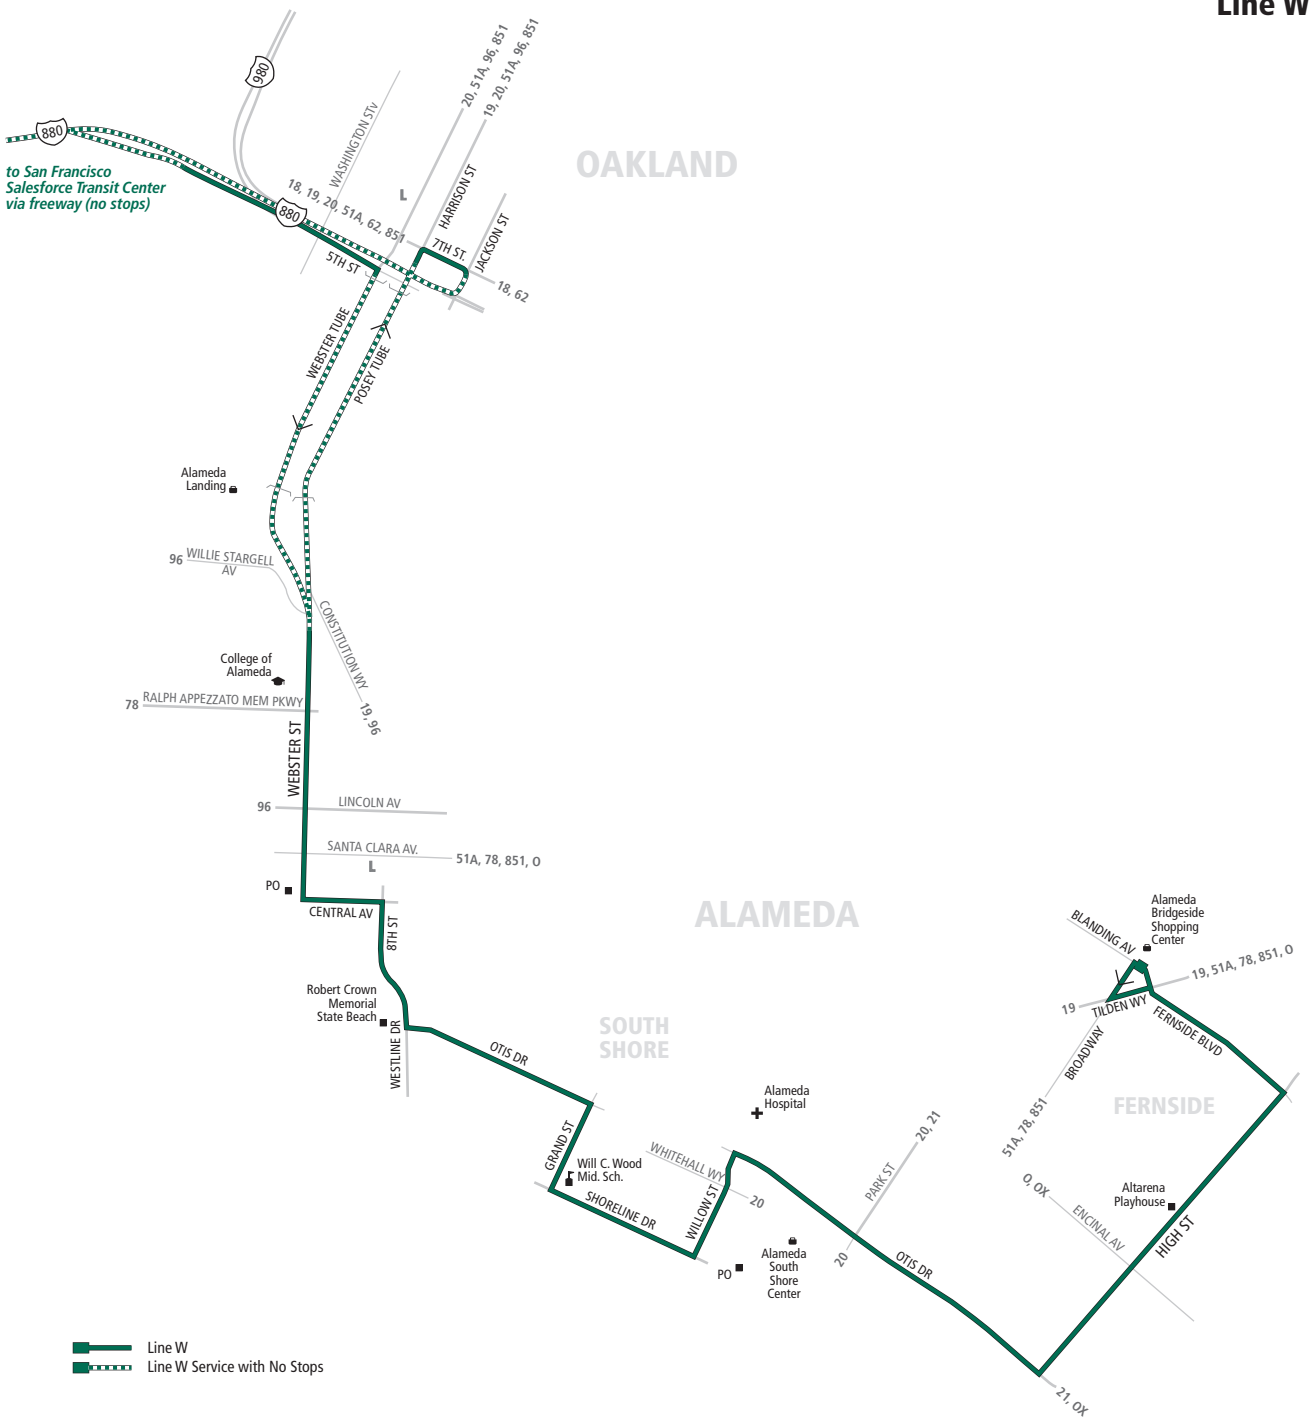 Line W
980
20, 51A, 96, 851
19, 20, 51A, 96, 851
880
WASHINGTON STv
OAKLAND
to San Francisco
Salesforce Transit Center
via freeway (no stops)
18, 19, 20, 51A, 62, 851
L
HARRISON ST
JACKSON ST
880
7TH ST.
5TH ST
18, 62
WEBSTER TUBE
POSEY TUBE
Alameda
Landing
96
WILLIE STARGELL
AV
CONSTITUTION WY
19, 96
College of
Alameda
78
RALPH APPEZZATO MEM PKWY
WEBSTER ST
96
LINCOLN AV
SANTA CLARA AV.
51A, 78, 851, O
L
PO
CENTRAL AV
8TH ST
ALAMEDA
Alameda
Bridgeside
Shopping
Center
BLANDING AV
19, 51A, 78, 851, O
19
TILDEN WY
FERNSIDE BLVD
BROADWAY
51A, 78, 851
FERNSIDE
Robert Crown
Memorial
State Beach
WESTLINE DR
OTIS DR
SOUTH
SHORE
Alameda
Hospital
GRAND ST
Will C. Wood
Mid. Sch.
WHITEHALL WY
20
SHORELINE DR
WILLOW ST
PARK ST
20, 21
20
O, OX
ENCINAL AV
Altarena
Playhouse
HIGH ST
PO
Alameda
South
Shore
Center
OTIS DR
21, OX
Line W
Line W Service with No Stops